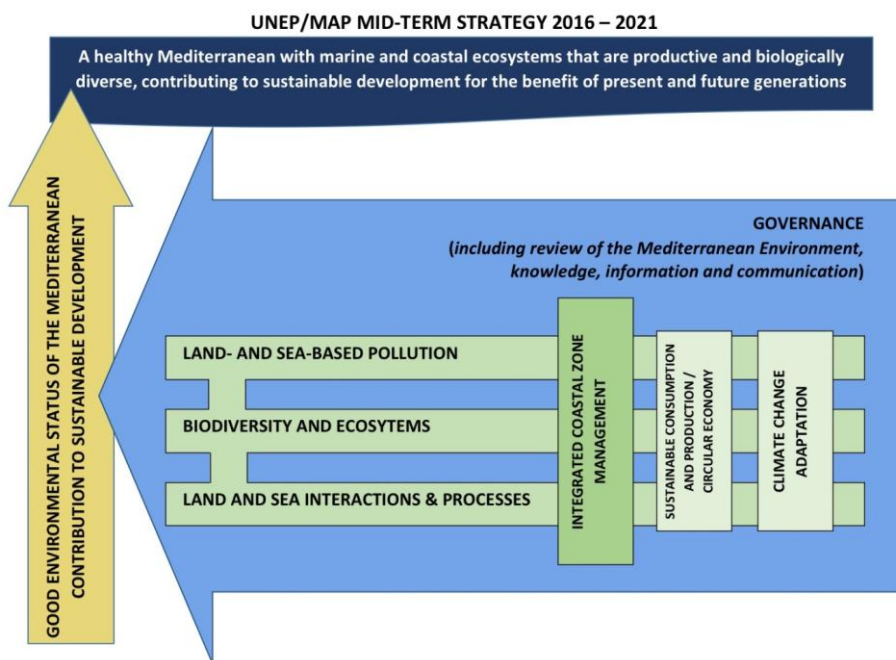 UNEP/MAP MID-TERM STRATEGY 2016 – 2021
A healthy Mediterranean with marine and coastal ecosystems that are productive and biologically
diverse, contributing to sustainable development for the benefit of present and future generations
GOOD ENVIRONMENTAL STATUS OF THE MEDITERRANEAN
CONTRIBUTION TO SUSTAINABLE DEVELOPMENT
GOVERNANCE
(including review of the Mediterranean Environment,
knowledge, information and communication)
LAND- AND SEA-BASED POLLUTION
BIODIVERSITY AND ECOSYTEMS
LAND AND SEA INTERACTIONS & PROCESSES
INTEGRATED COASTAL ZONE
MANAGEMENT
SUSTAINABLE CONSUMPTION
AND PRODUCTION /
CIRCULAR ECONOMY
CLIMATE CHANGE
ADAPTATION